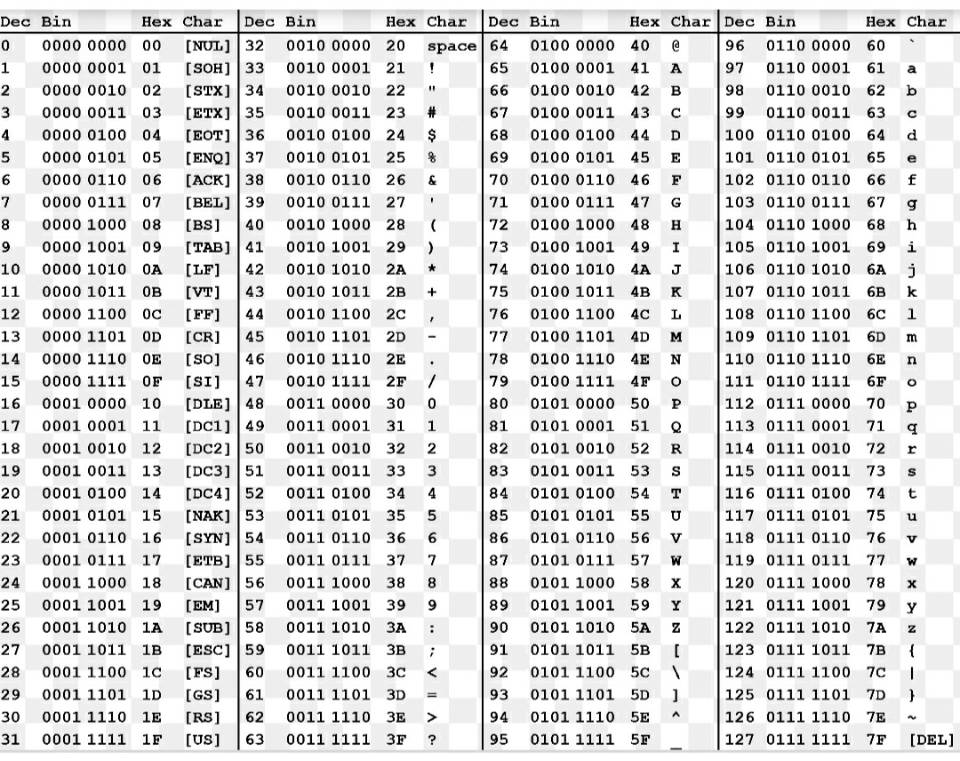 Dec Bin Hex Char Dec Bin Hex Char Dec Bin Hex Char Dec Bin Hex Char
0 0000 0000 00 [NUL] 32 0010 0000 20 space 64 0100 0000 40 @ 96 0110 0000 60 `
1 0000 0001 01 [SOH] 33 0010 0001 21 ! 65 0100 0001 41 A 97 0110 0001 61 a
2 0000 0010 02 [STX] 34 0010 0010 22 " 66 0100 0010 42 B 98 0110 0010 62 b
3 0000 0011 03 [ETX] 35 0010 0011 23 # 67 0100 0011 43 C 99 0110 0011 63 c
4 0000 0100 04 [EOT] 36 0010 0100 24 $ 68 0100 0100 44 D 100 0110 0100 64 d
5 0000 0101 05 [ENQ] 37 0010 0101 25 % 69 0100 0101 45 E 101 0110 0101 65 e
6 0000 0110 06 [ACK] 38 0010 0110 26 & 70 0100 0110 46 F 102 0110 0110 66 f
7 0000 0111 07 [BEL] 39 0010 0111 27 ' 71 0100 0111 47 G 103 0110 0111 67 g
8 0000 1000 08 [BS] 40 0010 1000 28 ( 72 0100 1000 48 H 104 0110 1000 68 h
9 0000 1001 09 [TAB] 41 0010 1001 29 ) 73 0100 1001 49 I 105 0110 1001 69 i
10 0000 1010 0A [LF] 42 0010 1010 2A * 74 0100 1010 4A J 106 0110 1010 6A j
11 0000 1011 0B [VT] 43 0010 1011 2B + 75 0100 1011 4B K 107 0110 1011 6B k
12 0000 1100 0C [FF] 44 0010 1100 2C , 76 0100 1100 4C L 108 0110 1100 6C l
13 0000 1101 0D [CR] 45 0010 1101 2D - 77 0100 1101 4D M 109 0110 1101 6D m
14 0000 1110 0E [SO] 46 0010 1110 2E . 78 0100 1110 4E N 110 0110 1110 6E n
15 0000 1111 0F [SI] 47 0010 1111 2F / 79 0100 1111 4F O 111 0110 1111 6F o
16 0001 0000 10 [DLE] 48 0011 0000 30 0 80 0101 0000 50 P 112 0111 0000 70 p
17 0001 0001 11 [DC1] 49 0011 0001 31 1 81 0101 0001 51 Q 113 0111 0001 71 q
18 0001 0010 12 [DC2] 50 0011 0010 32 2 82 0101 0010 52 R 114 0111 0010 72 r
19 0001 0011 13 [DC3] 51 0011 0011 33 3 83 0101 0011 53 S 115 0111 0011 73 s
20 0001 0100 14 [DC4] 52 0011 0100 34 4 84 0101 0100 54 T 116 0111 0100 74 t
21 0001 0101 15 [NAK] 53 0011 0101 35 5 85 0101 0101 55 U 117 0111 0101 75 u
22 0001 0110 16 [SYN] 54 0011 0110 36 6 86 0101 0110 56 V 118 0111 0110 76 v
23 0001 0111 17 [ETB] 55 0011 0111 37 7 87 0101 0111 57 W 119 0111 0111 77 w
24 0001 1000 18 [CAN] 56 0011 1000 38 8 88 0101 1000 58 X 120 0111 1000 78 x
25 0001 1001 19 [EM] 57 0011 1001 39 9 89 0101 1001 59 Y 121 0111 1001 79 y
26 0001 1010 1A [SUB] 58 0011 1010 3A : 90 0101 1010 5A Z 122 0111 1010 7A z
27 0001 1011 1B [ESC] 59 0011 1011 3B ; 91 0101 1011 5B [ 123 0111 1011 7B {
28 0001 1100 1C [FS] 60 0011 1100 3C < 92 0101 1100 5C \ 124 0111 1100 7C |
29 0001 1101 1D [GS] 61 0011 1101 3D = 93 0101 1101 5D ] 125 0111 1101 7D }
30 0001 1110 1E [RS] 62 0011 1110 3E > 94 0101 1110 5E ^ 126 0111 1110 7E ~
31 0001 1111 1F [US] 63 0011 1111 3F ? 95 0101 1111 5F _ 127 0111 1111 7F [DEL]